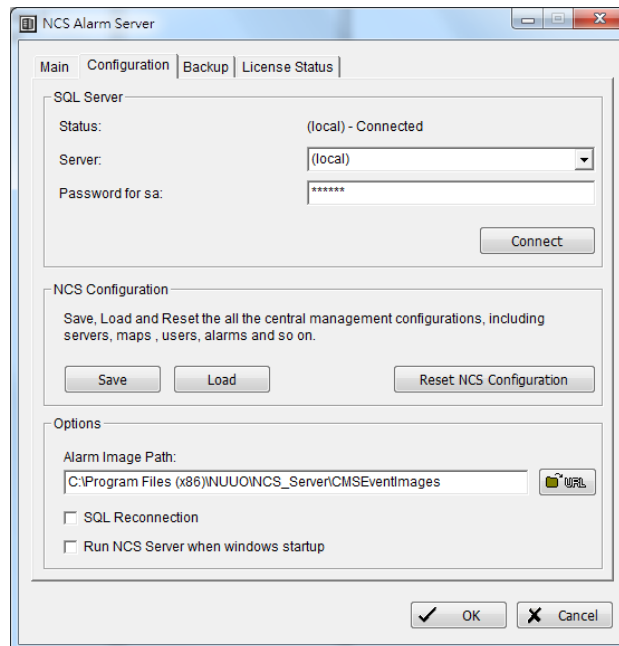 NCS Alarm Server
Main Configuration Backup License Status
SQL Server
Status: (local) - Connected
Server: (local)
Password for sa: ******
Connect
NCS Configuration
Save, Load and Reset the all the central management configurations, including
servers, maps , users, alarms and so on.
Save Load Reset NCS Configuration
Options
Alarm Image Path:
C:\Program Files (x86)\NUUO\NCS_Server\CMSEventImages URL
SQL Reconnection
Run NCS Server when windows startup
OK Cancel